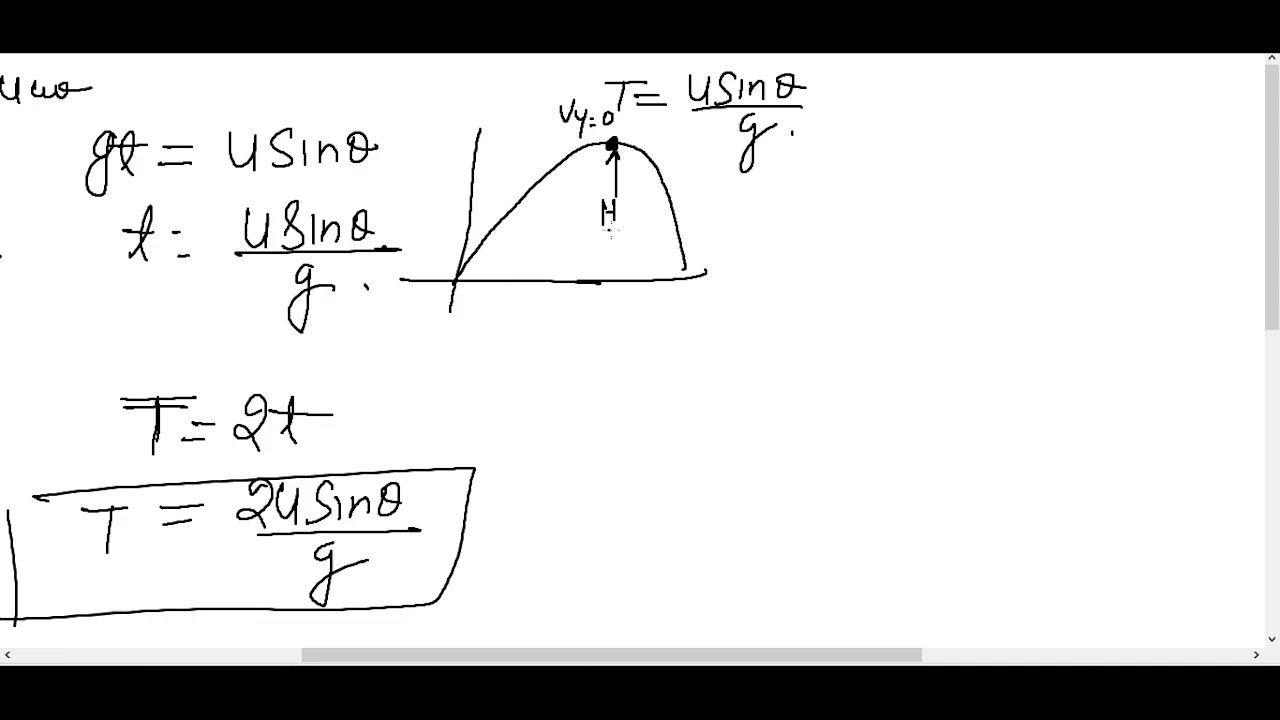 gt = u sinθ
t = u sinθ / g .
T = 2t
T = 2u sinθ / g
Vy=0
T = u sinθ / g .
H